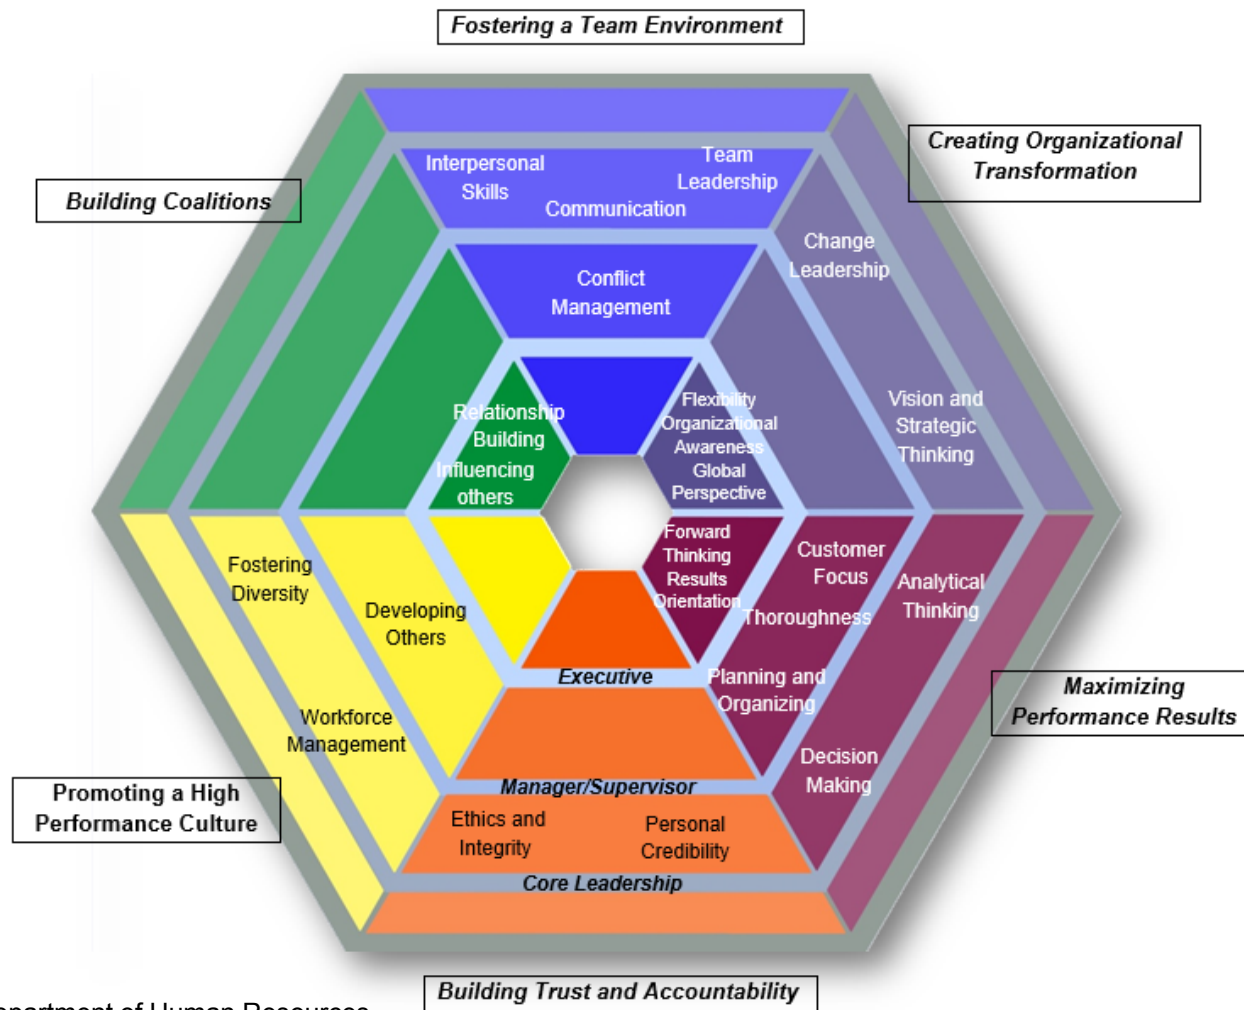 Fostering a Team Environment
Creating Organizational
Transformation
Building Coalitions
Interpersonal
Skills
Team
Leadership
Communication
Change
Leadership
Conflict
Management
Vision and
Strategic
Thinking
Relationship
Building
Influencing
others
Flexibility
Organizational
Awareness
Global
Perspective
Forward
Thinking
Results
Orientation
Customer
Focus
Thoroughness
Analytical
Thinking
Planning and
Organizing
Decision
Making
Fostering
Diversity
Developing
Others
Workforce
Management
Executive
Manager/Supervisor
Ethics and
Integrity
Personal
Credibility
Core Leadership
Maximizing
Performance Results
Promoting a High
Performance Culture
Building Trust and Accountability